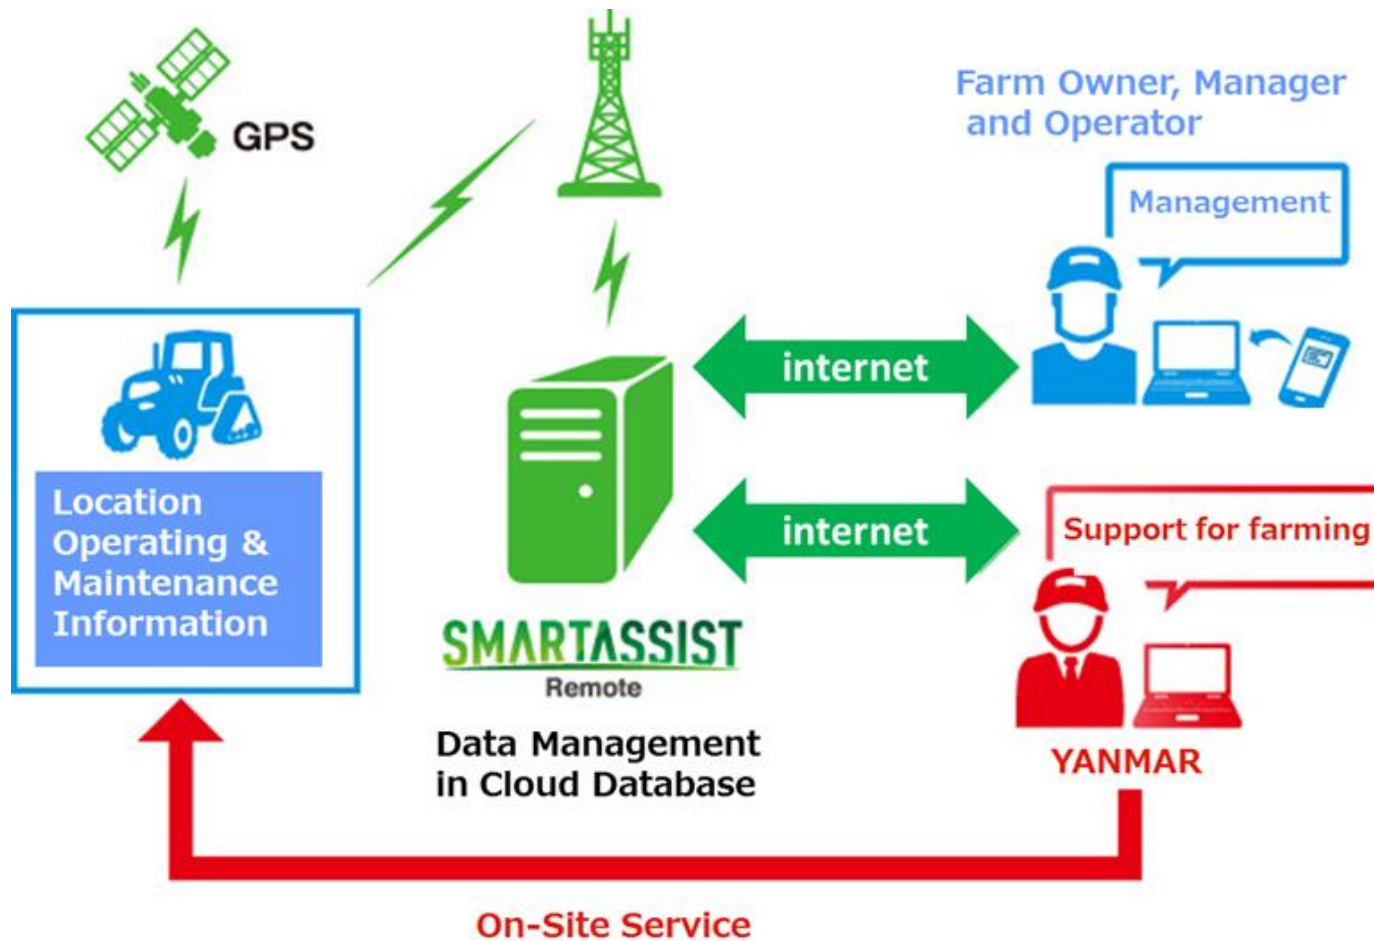 GPS
Farm Owner, Manager
and Operator
Management
internet
Location
Operating &
Maintenance
Information
internet
Support for farming
SMARTASSIST
Remote
Data Management
in Cloud Database
YANMAR
On-Site Service